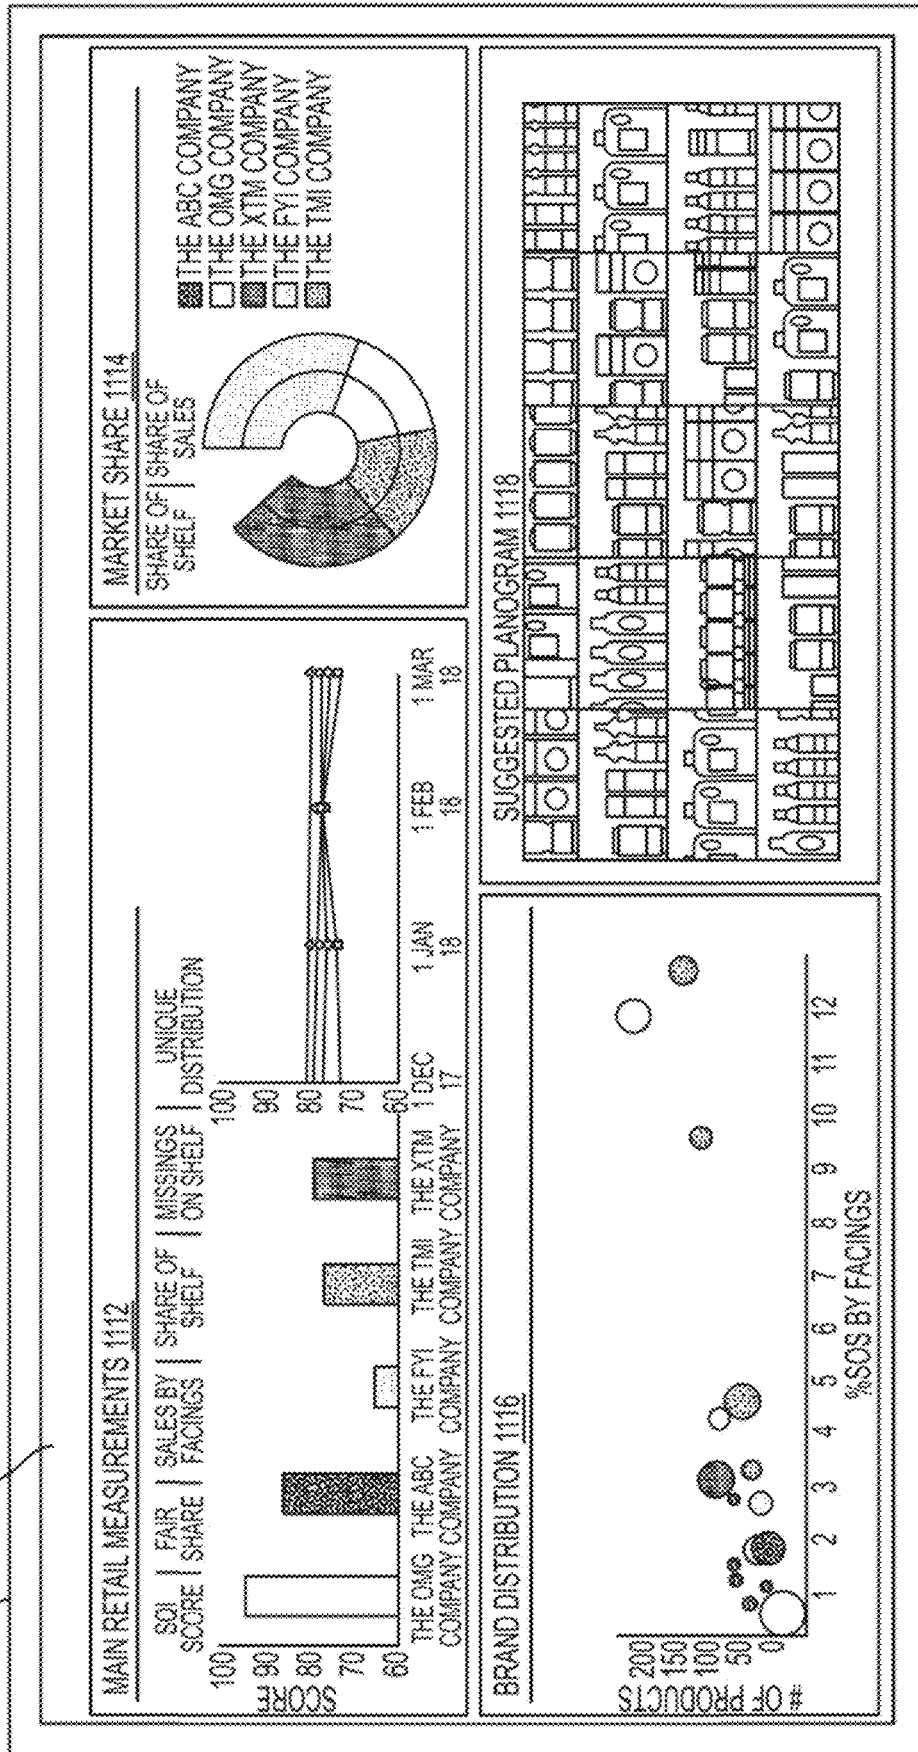 MAIN RETAIL MEASUREMENTS 1112
SOI SCORE | FAIR SHARE | SALES BY FACINGS | SHARE OF SHELF | MISSINGS ON SHELF | UNIQUE DISTRIBUTION
SCORE
100
90
80
70
60
THE OMG COMPANY
THE ABC COMPANY
THE FYI COMPANY
THE TMI COMPANY
THE XTM COMPANY
100
90
80
70
60
1 DEC 17
1 JAN 18
1 FEB 18
1 MAR 18
MARKET SHARE 1114
SHARE OF SHELF | SHARE OF SALES
THE ABC COMPANY
THE OMG COMPANY
THE XTM COMPANY
THE FYI COMPANY
THE TMI COMPANY
BRAND DISTRIBUTION 1116
# OF PRODUCTS
200
150
100
50
0
1 2 3 4 5 6 7 8 9 10 11 12
%SOS BY FACINGS
SUGGESTED PLANOGRAM 1118